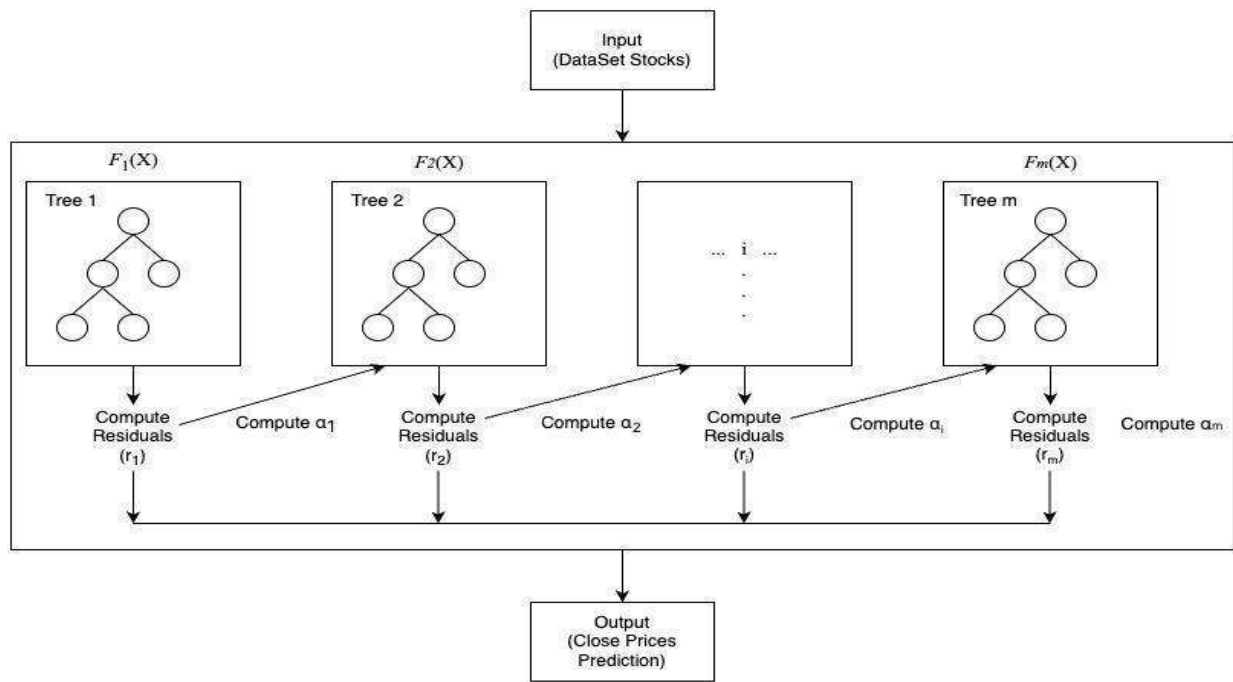 Input
(DataSet Stocks)
F₁(X)
F₂(X)
Fₘ(X)
Tree 1
Tree 2
... i ...
.
.
.
Tree m
Compute
Residuals
(r₁)
Compute α₁
Compute
Residuals
(r₂)
Compute α₂
Compute
Residuals
(rᵢ)
Compute αᵢ
Compute
Residuals
(rₘ)
Compute αₘ
Output
(Close Prices
Prediction)